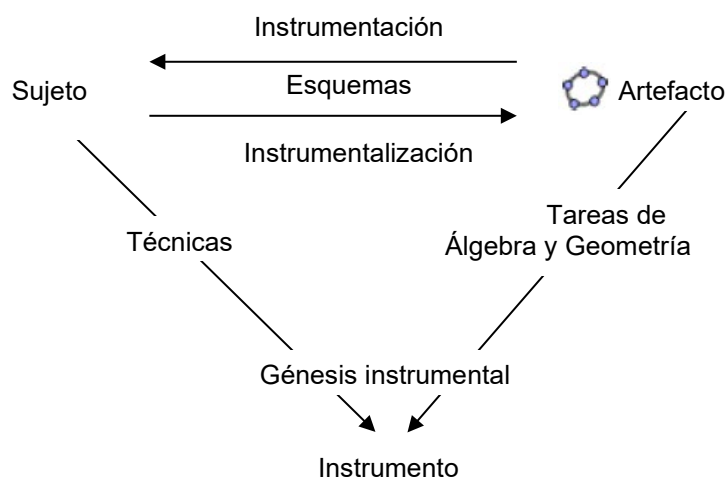 Instrumentación
Sujeto
Esquemas
Artefacto
Instrumentalización
Técnicas
Tareas de
Álgebra y Geometría
Génesis instrumental
Instrumento